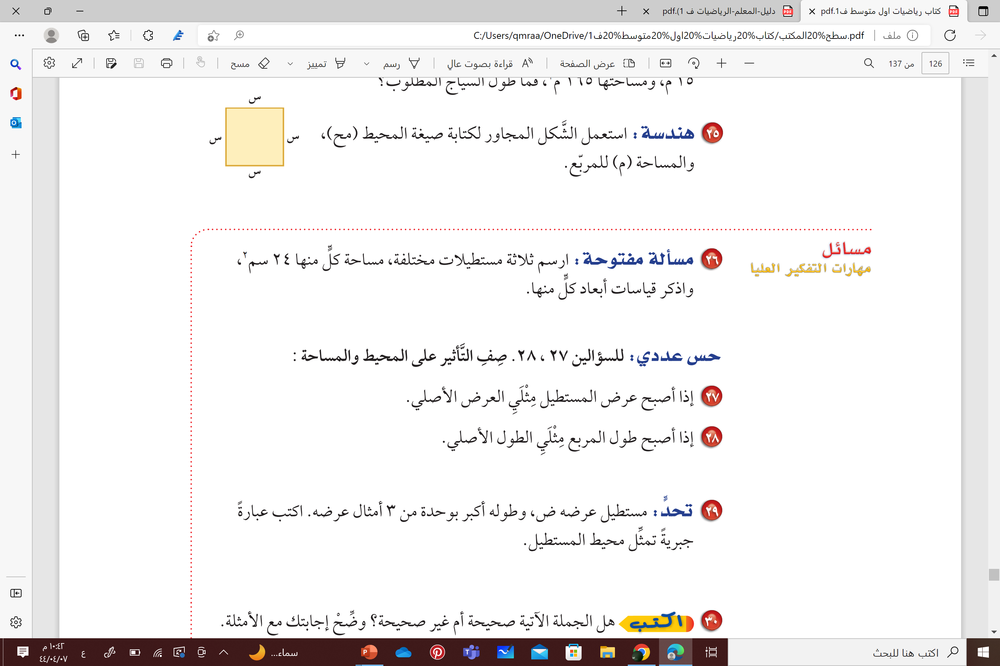 كتاب رياضيات اول متوسط ف1.pdf
دليل-المعلم-الرياضيات ف 1).pdf
ملف
C:/Users/qmraa/OneDrive/سطح%20المكتب/كتاب%20رياضيات%20اول%20متوسط%20ف1.pdf
126 من 137
عرض الصفحة
قراءة بصوت عالٍ
رسم
تمييز
مسح
١٥ م، ومساحتها ١٦٥ م٢، فما طول السياج المطلوب؟
٢٥ هندسة: استعمل الشَّكل المجاور لكتابة صيغة المحيط (مح)،
والمساحة (م) للمربّع.
س
س
س
س
مسائل
مهارات التفكير العليا
٢٦ مسألة مفتوحة: ارسم ثلاثة مستطيلات مختلفة، مساحة كلٍّ منها ٢٤ سم٢،
واذكر قياسات أبعاد كلٍّ منها.
حس عددي: للسؤالين ٢٧ ، ٢٨. صِفِ التَّأثير على المحيط والمساحة :
٢٧ إذا أصبح عرض المستطيل مِثْلَيِ العرض الأصلي.
٢٨ إذا أصبح طول المربع مِثْلَيِ الطول الأصلي.
٢٩ تحدٍّ: مستطيل عرضه ض، وطوله أكبر بوحدة من ٣ أمثال عرضه. اكتب عبارةً
جبريةً تمثِّل محيط المستطيل.
٣٠ اكتب هل الجملة الآتية صحيحة أم غير صحيحة؟ وضِّحْ إجابتك مع الأمثلة.
اكتب هنا للبحث
سماء...
ع
١٠:٤٢ م
٤٤/٠٤/٠٧